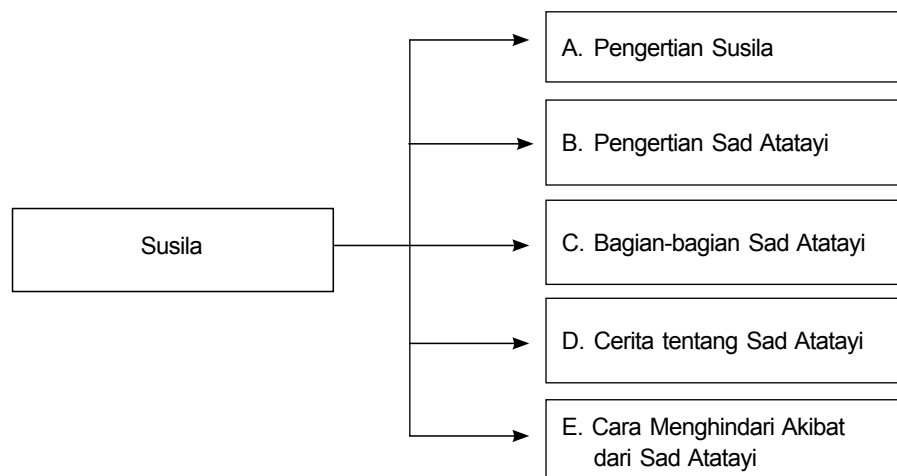 A. Pengertian Susila
B. Pengertian Sad Atatayi
Susila
C. Bagian-bagian Sad Atatayi
D. Cerita tentang Sad Atatayi
E. Cara Menghindari Akibat
dari Sad Atatayi